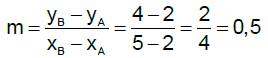 m = (y_B − y_A)/(x_B − x_A) = (4 − 2)/(5 − 2) = 2/4 = 0,5